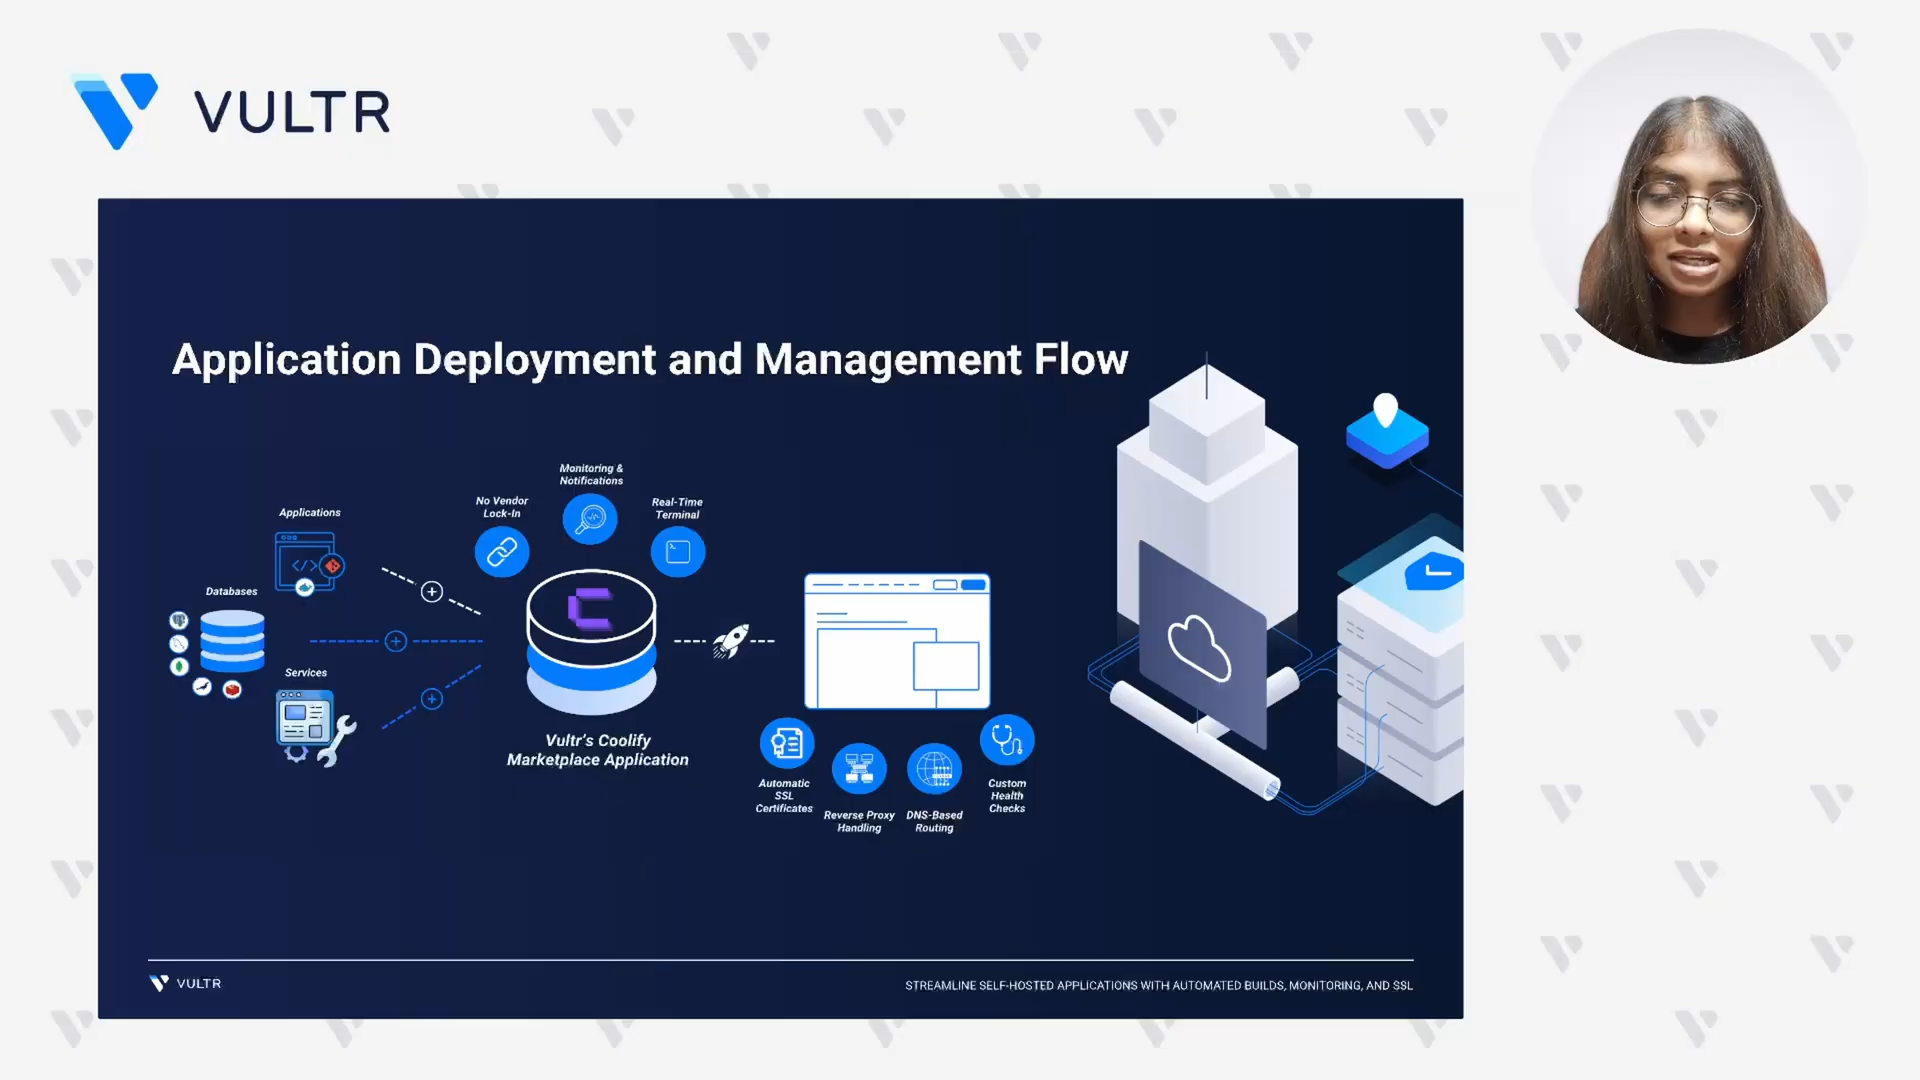 VULTR
Application Deployment and Management Flow
Monitoring &
Notifications
No Vendor
Lock-In
Real-Time
Terminal
Applications
Databases
Services
Vultr's Coolify
Marketplace Application
Automatic
SSL
Certificates
Reverse Proxy
Handling
DNS-Based
Routing
Custom
Health
Checks
VULTR
STREAMLINE SELF-HOSTED APPLICATIONS WITH AUTOMATED BUILDS, MONITORING, AND SSL